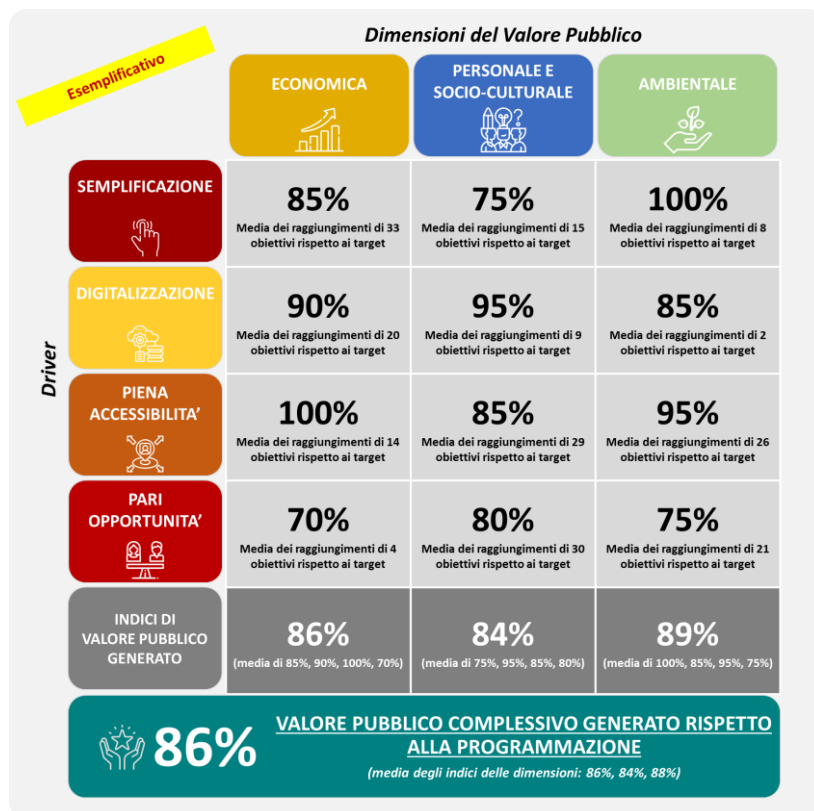 Dimensioni del Valore Pubblico
Esemplificativo
ECONOMICA
PERSONALE E
SOCIO-CULTURALE
AMBIENTALE
Driver
SEMPLIFICAZIONE
85%
Media dei raggiungimenti di 33
obiettivi rispetto ai target
75%
Media dei raggiungimenti di 15
obiettivi rispetto ai target
100%
Media dei raggiungimenti di 8
obiettivi rispetto ai target
DIGITALIZZAZIONE
90%
Media dei raggiungimenti di 20
obiettivi rispetto ai target
95%
Media dei raggiungimenti di 9
obiettivi rispetto ai target
85%
Media dei raggiungimenti di 2
obiettivi rispetto ai target
PIENA
ACCESSIBILITA'
100%
Media dei raggiungimenti di 14
obiettivi rispetto ai target
85%
Media dei raggiungimenti di 29
obiettivi rispetto ai target
95%
Media dei raggiungimenti di 26
obiettivi rispetto ai target
PARI
OPPORTUNITA'
70%
Media dei raggiungimenti di 4
obiettivi rispetto ai target
80%
Media dei raggiungimenti di 30
obiettivi rispetto ai target
75%
Media dei raggiungimenti di 21
obiettivi rispetto ai target
INDICI DI
VALORE PUBBLICO
GENERATO
86%
(media di 85%, 90%, 100%, 70%)
84%
(media di 75%, 95%, 85%, 80%)
89%
(media di 100%, 85%, 95%, 75%)
86%
VALORE PUBBLICO COMPLESSIVO GENERATO RISPETTO
ALLA PROGRAMMAZIONE
(media degli indici delle dimensioni: 86%, 84%, 88%)